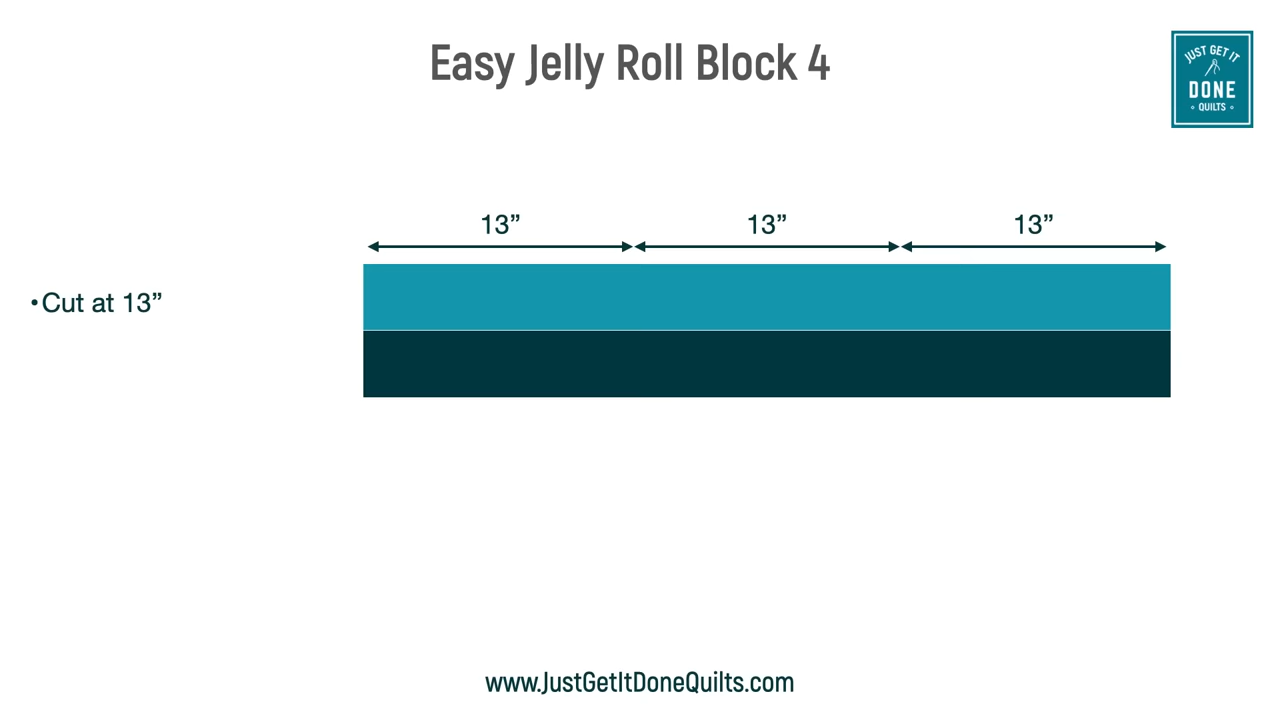 Easy Jelly Roll Block 4
JUST GET IT
DONE
QUILTS
13” 13” 13”
•Cut at 13”
www.JustGetItDoneQuilts.com